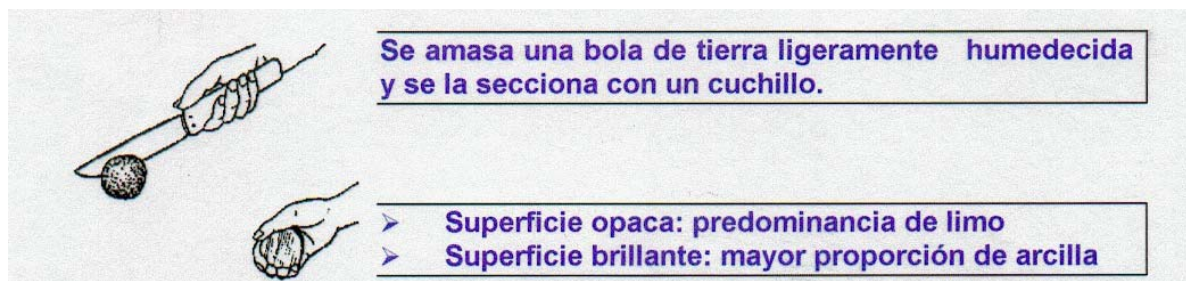 Se amasa una bola de tierra ligeramente humedecida
y se la secciona con un cuchillo.
➢ Superficie opaca: predominancia de limo
➢ Superficie brillante: mayor proporción de arcilla